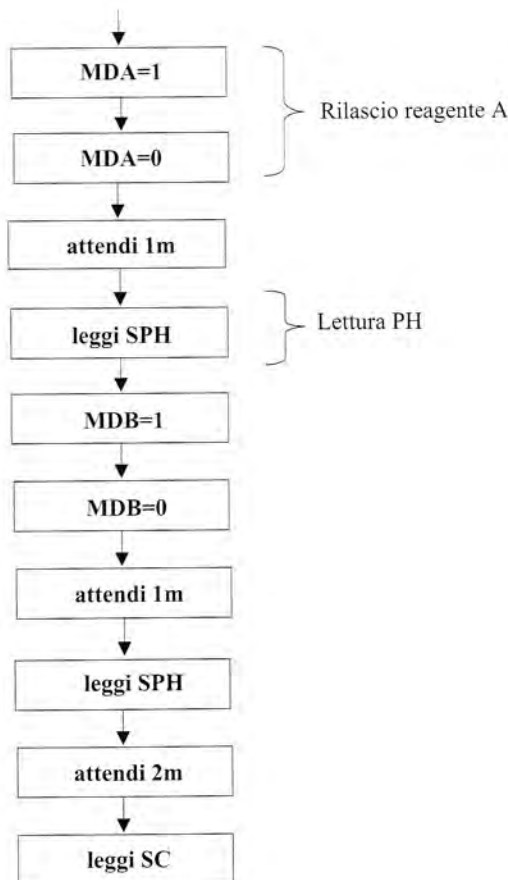 MDA=1
Rilascio reagente A
MDA=0
attendi 1m
leggi SPH
Lettura PH
MDB=1
MDB=0
attendi 1m
leggi SPH
attendi 2m
leggi SC